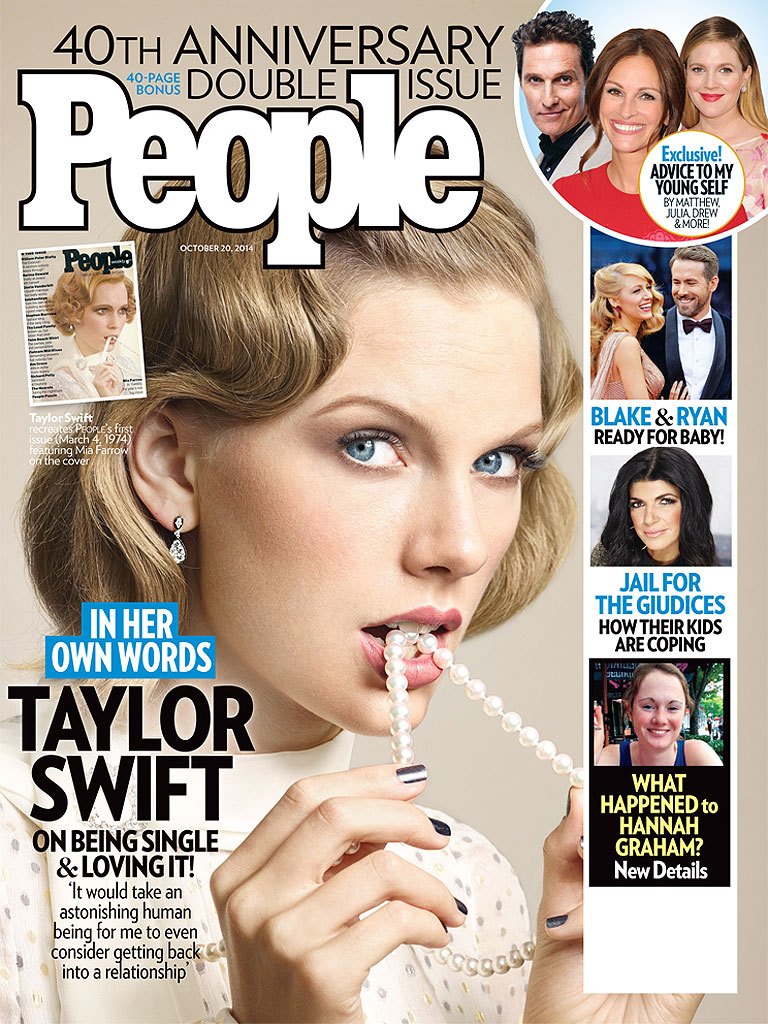 40TH ANNIVERSARY
40-PAGE
BONUS
DOUBLE ISSUE
People
OCTOBER 20, 2014
Exclusive!
ADVICE TO MY
YOUNG SELF
BY MATTHEW,
JULIA, DREW
& MORE!
People
weekly
Taylor Swift
recreates PEOPLE's first
issue (March 4, 1974)
featuring Mia Farrow
on the cover
BLAKE & RYAN
READY FOR BABY!
JAIL FOR
THE GIUDICES
HOW THEIR KIDS
ARE COPING
WHAT
HAPPENED to
HANNAH
GRAHAM?
New Details
IN HER
OWN WORDS
TAYLOR
SWIFT
ON BEING SINGLE
& LOVING IT!
'It would take an
astonishing human
being for me to even
consider getting back
into a relationship'